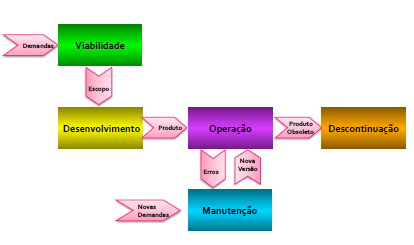 Demandas
Viabilidade
Escopo
Desenvolvimento
Produto
Operação
Produto
Obsoleto
Descontinuação
Erros
Nova
Versão
Novas
Demandas
Manutenção